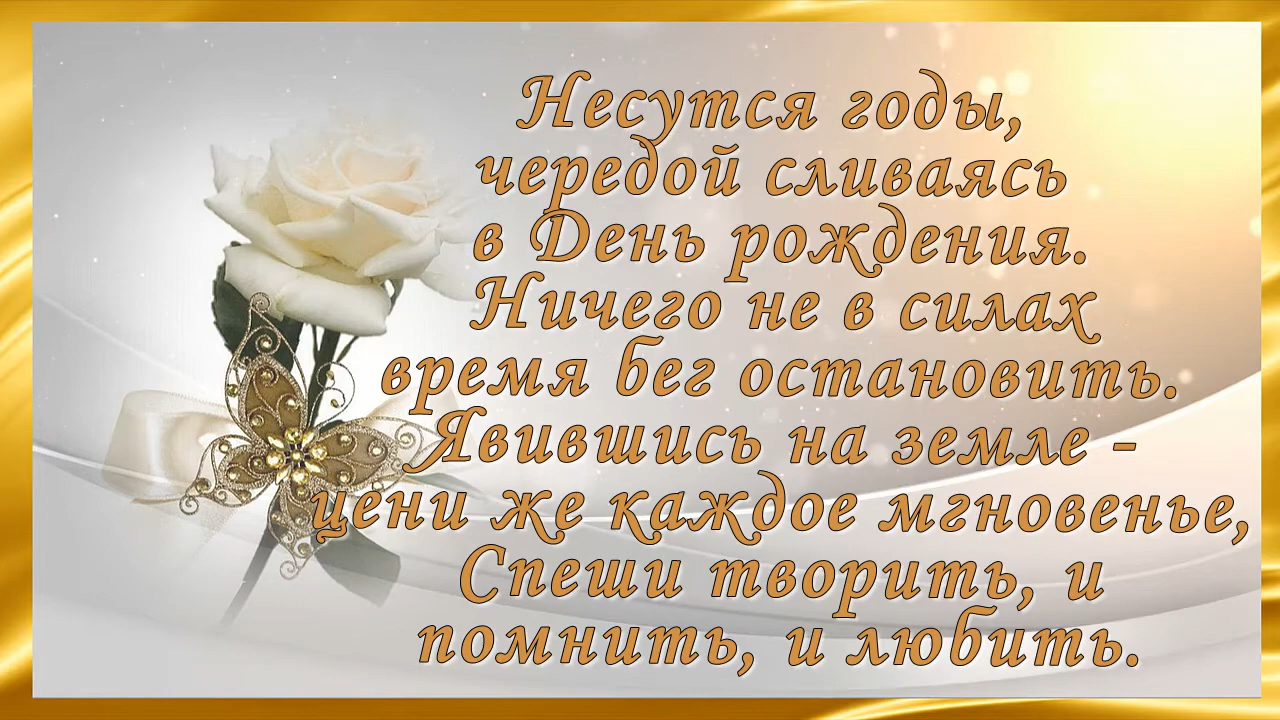 Несутся годы,
чередой сливаясь
в День рождения.
Ничего не в силах
время бег остановить.
Явившись на земле -
цени же каждое мгновенье,
Спеши творить, и
помнить, и любить.